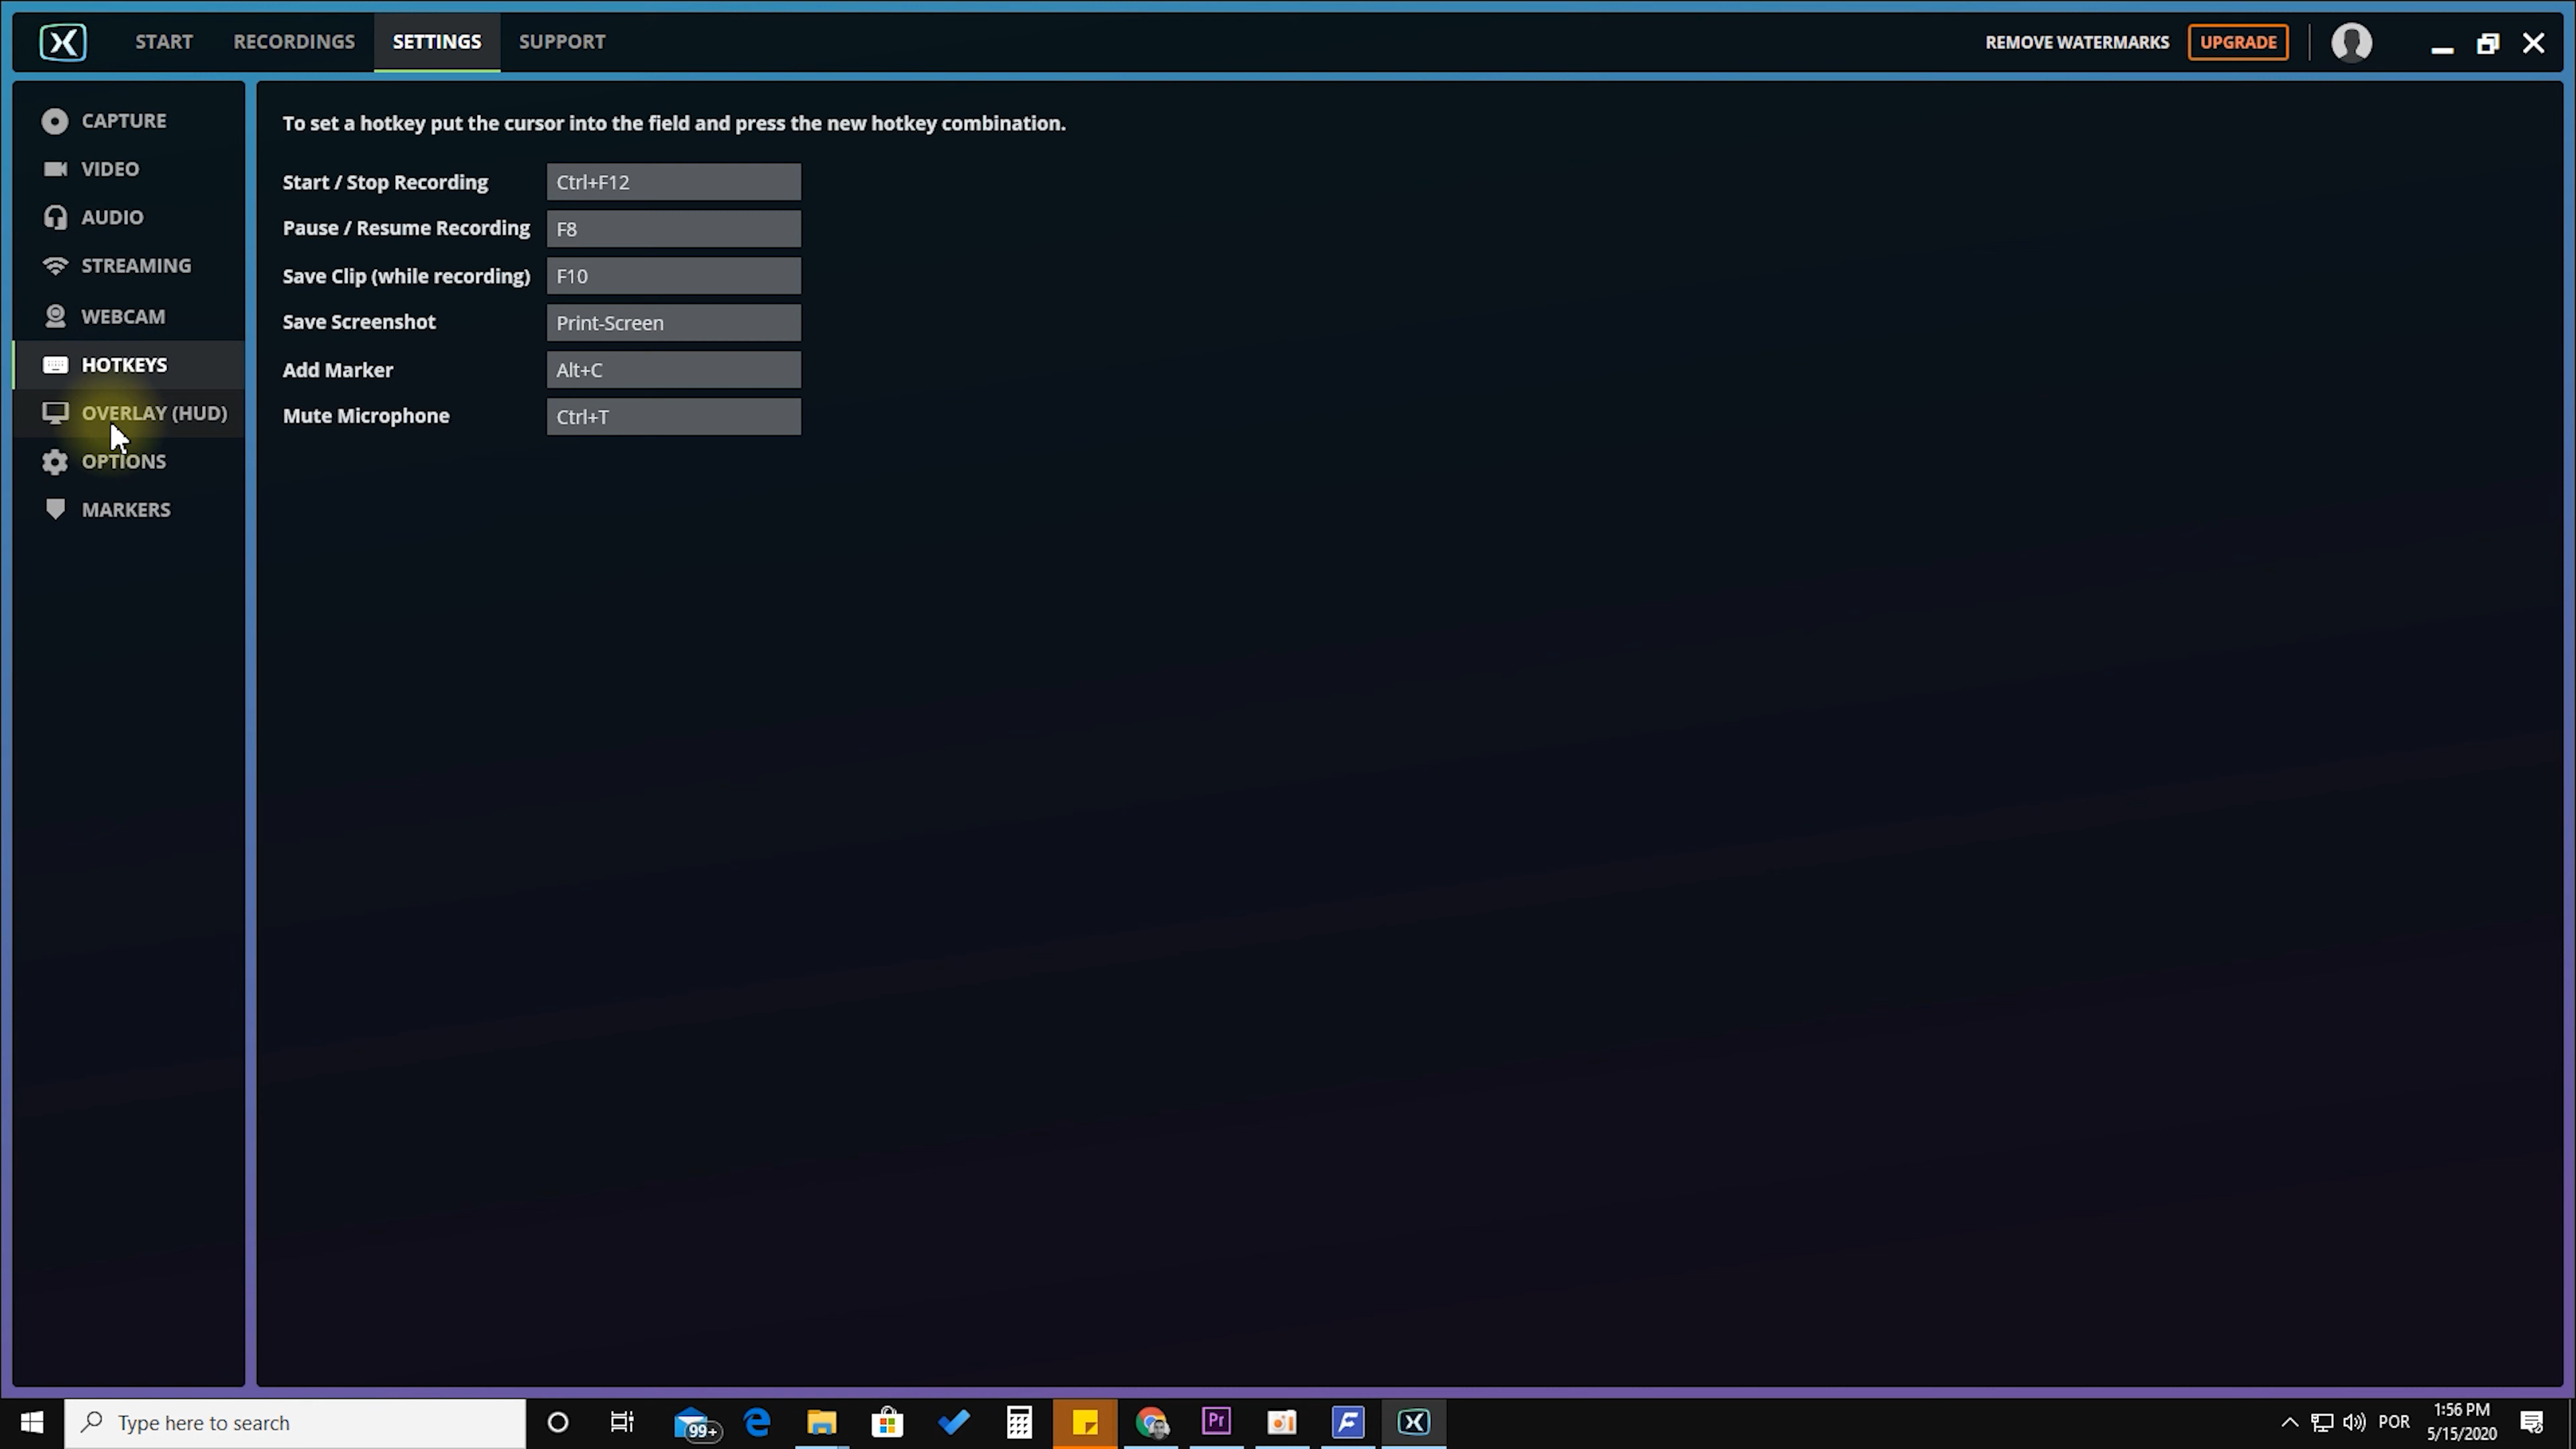 START RECORDINGS SETTINGS SUPPORT REMOVE WATERMARKS UPGRADE
CAPTURE
VIDEO
AUDIO
STREAMING
WEBCAM
HOTKEYS
OVERLAY (HUD)
OPTIONS
MARKERS
To set a hotkey put the cursor into the field and press the new hotkey combination.
Start / Stop Recording Ctrl+F12
Pause / Resume Recording F8
Save Clip (while recording) F10
Save Screenshot Print-Screen
Add Marker Alt+C
Mute Microphone Ctrl+T
Type here to search 99+ Pr POR 1:56 PM
5/15/2020